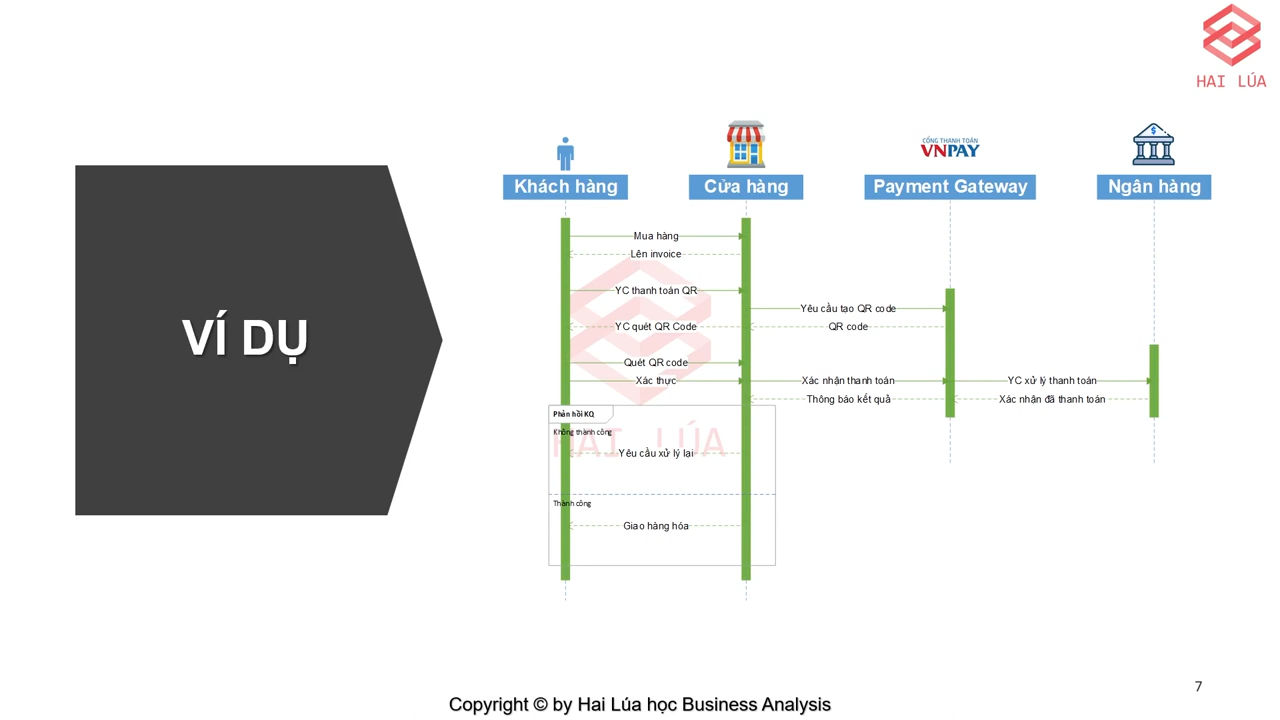 HAI LÚA
CỔNG THANH TOÁN
VNPAY
Khách hàng
Cửa hàng
Payment Gateway
Ngân hàng
Mua hàng
Lên invoice
YC thanh toán QR
Yêu cầu tạo QR code
YC quét QR Code
QR code
VÍ DỤ
Quét QR code
Xác thực
Xác nhận thanh toán
YC xử lý thanh toán
Thông báo kết quả
Xác nhận đã thanh toán
Phản hồi KQ
Không thành công
HAI LÚA
Yêu cầu xử lý lại
Thành công
Giao hàng hóa
7
Copyright © by Hai Lúa học Business Analysis